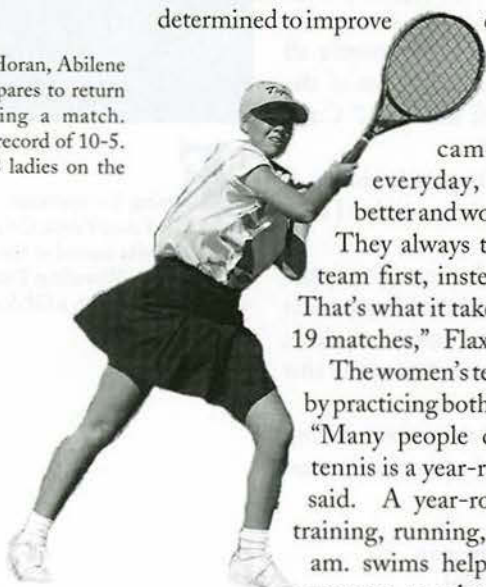 Horan, Abilene
pares to return
ing a match.
record of 10-5.
ladies on the
determined to improve
cam
everyday,
better and wo
They always t
team first, inste
That's what it take
19 matches,” Flax
The women's te
by practicing both
“Many people
tennis is a year-r
said. A year-ro
training, running,
am. swims help